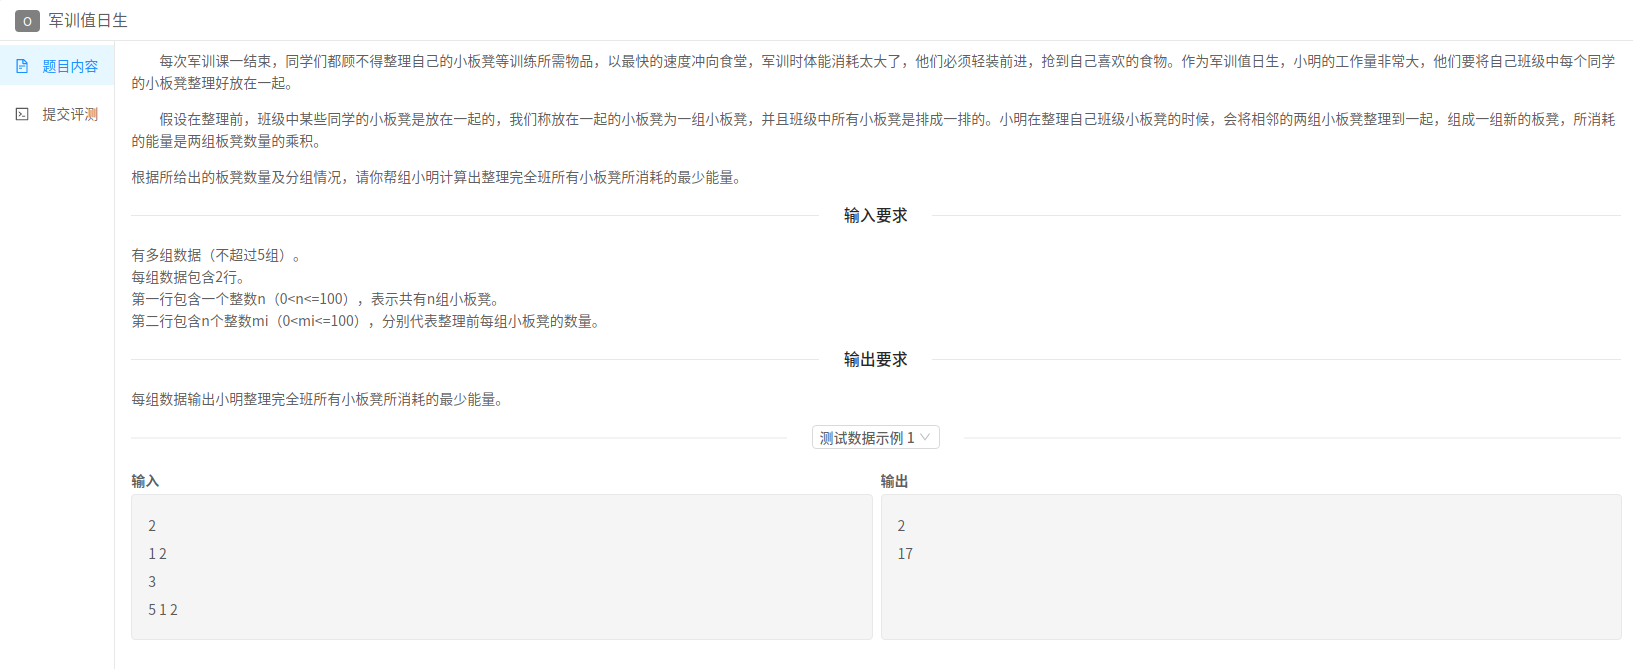 O 军训值日生
题目内容
提交评测
每次军训课一结束，同学们都顾不得整理自己的小板凳等训练所需物品，以最快的速度冲向食堂，军训时体能消耗太大了，他们必须轻装前进，抢到自己喜欢的食物。作为军训值日生，小明的工作量非常大，他们要将自己班级中每个同学
的小板凳整理好放在一起。
假设在整理前，班级中某些同学的小板凳是放在一起的，我们称放在一起的小板凳为一组小板凳，并且班级中所有小板凳是排成一排的。小明在整理自己班级小板凳的时候，会将相邻的两组小板凳整理到一起，组成一组新的板凳，所消耗
的能量是两组板凳数量的乘积。
根据所给出的板凳数量及分组情况，请你帮组小明计算出整理完全班所有小板凳所消耗的最少能量。
输入要求
有多组数据（不超过5组）。
每组数据包含2行。
第一行包含一个整数n（0<n<=100），表示共有n组小板凳。
第二行包含n个整数mi（0<mi<=100），分别代表整理前每组小板凳的数量。
输出要求
每组数据输出小明整理完全班所有小板凳所消耗的最少能量。
测试数据示例 1
输入
2
1 2
3
5 1 2
输出
2
17